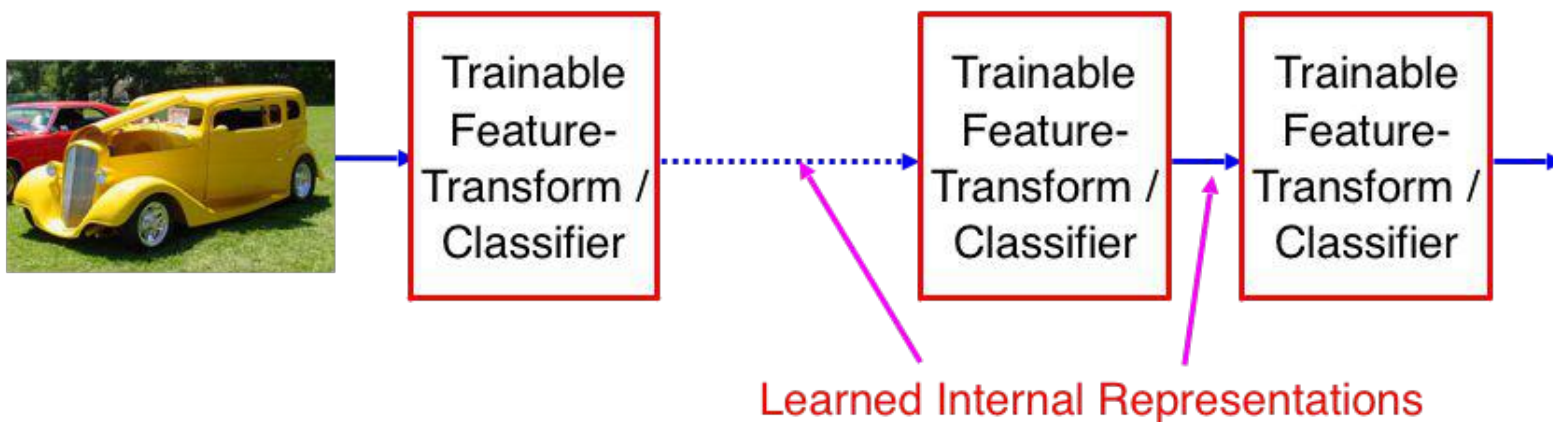 Trainable
Feature-
Transform /
Classifier
Trainable
Feature-
Transform /
Classifier
Trainable
Feature-
Transform /
Classifier
Learned Internal Representations